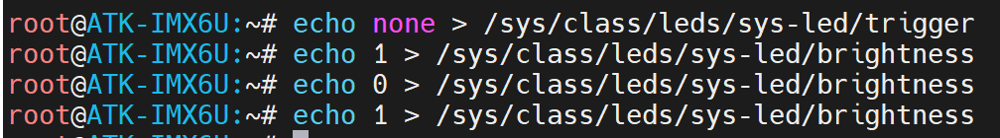 root@ATK-IMX6U:~# echo none > /sys/class/leds/sys-led/trigger
root@ATK-IMX6U:~# echo 1 > /sys/class/leds/sys-led/brightness
root@ATK-IMX6U:~# echo 0 > /sys/class/leds/sys-led/brightness
root@ATK-IMX6U:~# echo 1 > /sys/class/leds/sys-led/brightness
root@ATK-IMX6U:~#